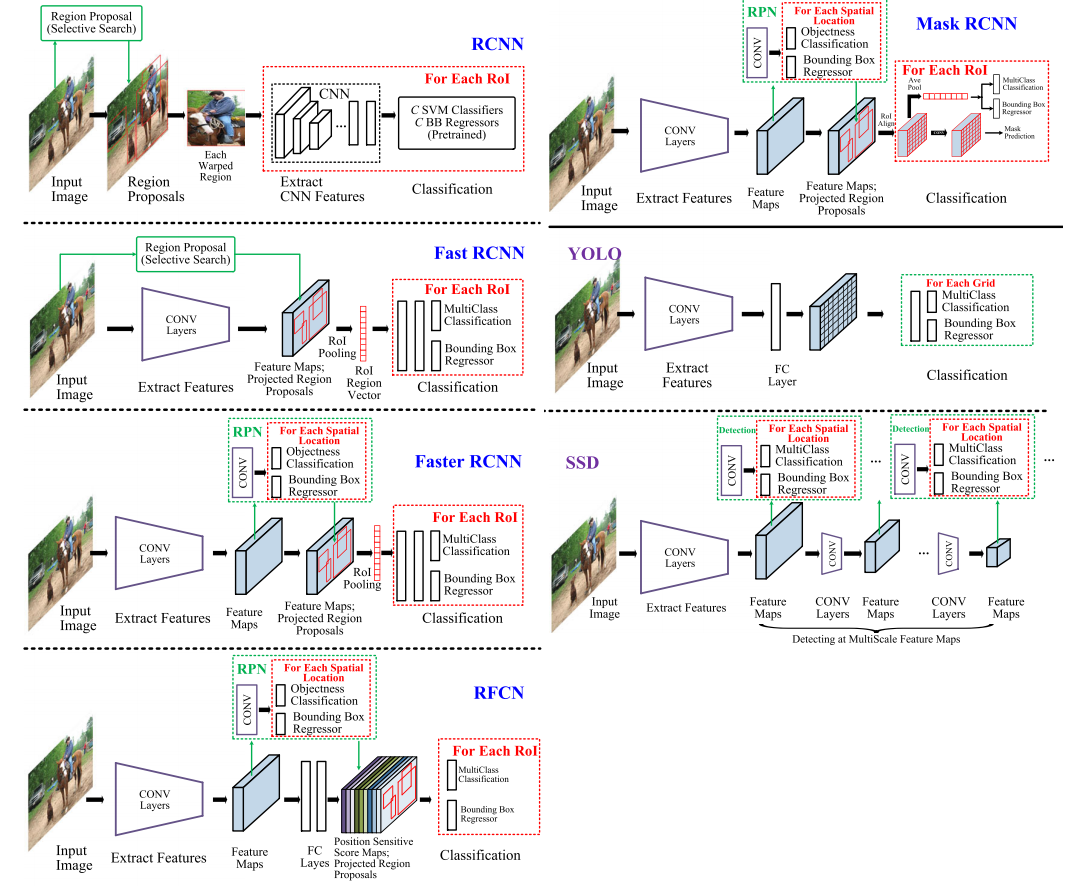 Region Proposal
(Selective Search)
RCNN
For Each RoI
CNN
...
C SVM Classifiers
C BB Regressors
(Pretrained)
Input
Image
Region
Proposals
Each
Warped
Region
Extract
CNN Features
Classification
Region Proposal
(Selective Search)
Fast RCNN
For Each RoI
CONV
Layers
MultiClass
Classification
RoI
Pooling
Bounding Box
Regressor
Input
Image
Extract Features
Feature Maps;
Projected Region
Proposals
RoI
Region
Vector
Classification
RPN
For Each Spatial
Location
CONV
Objectness
Classification
Bounding Box
Regressor
Faster RCNN
For Each RoI
CONV
Layers
MultiClass
Classification
RoI
Pooling
Bounding Box
Regressor
Input
Image
Extract Features
Feature
Maps
Feature Maps;
Projected Region
Proposals
Classification
RPN
For Each Spatial
Location
CONV
Objectness
Classification
Bounding Box
Regressor
RFCN
For Each RoI
CONV
Layers
MultiClass
Classification
Bounding Box
Regressor
Input
Image
Extract Features
Feature
Maps
FC
Layes
Position Sensitive
Score Maps;
Projected Region
Proposals
Classification
RPN
For Each Spatial
Location
CONV
Objectness
Classification
Bounding Box
Regressor
Mask RCNN
For Each RoI
CONV
Layers
RoI
Align
Ave
Pool
MultiClass
Classification
Bounding Box
Regressor
Mask
Prediction
Input
Image
Extract Features
Feature
Maps
Feature Maps;
Projected Region
Proposals
Classification
YOLO
CONV
Layers
For Each Grid
MultiClass
Classification
Bounding Box
Regressor
Input
Image
Extract
Features
FC
Layer
Classification
SSD
Detection
For Each Spatial
Location
CONV
MultiClass
Classification
Bounding Box
Regressor
...
Detection
For Each Spatial
Location
CONV
MultiClass
Classification
Bounding Box
Regressor
...
CONV
Layers
CONV
...
CONV
Input
Image
Extract Features
Feature
Maps
CONV
Layers
Feature
Maps
CONV
Layers
Feature
Maps
Detecting at MultiScale Feature Maps